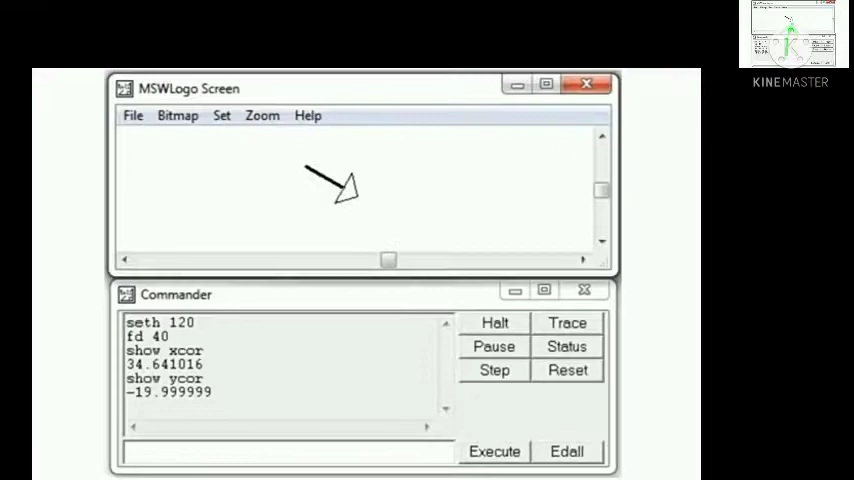 MSWLogo Screen
File Bitmap Set Zoom Help
Commander
seth 120
fd 40
show xcor
34.641016
show ycor
-19.999999
Halt Trace
Pause Status
Step Reset
Execute Edall
K
KINEMASTER